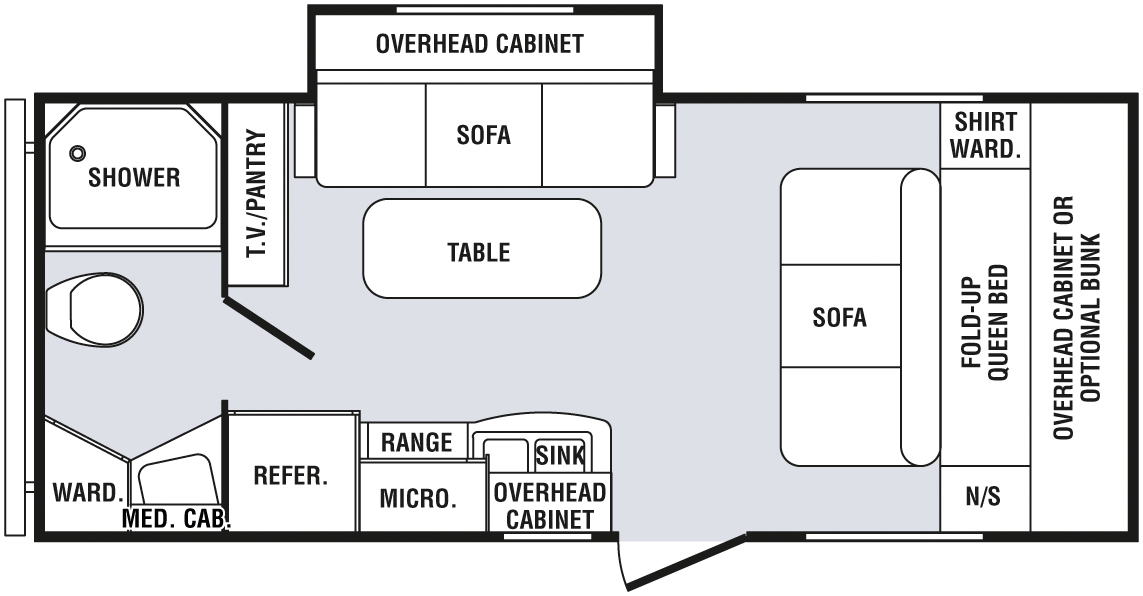 OVERHEAD CABINET
SOFA
SHOWER
T.V./PANTRY
TABLE
SHIRT
WARD.
SOFA
FOLD-UP
QUEEN BED
OVERHEAD CABINET OR
OPTIONAL BUNK
WARD.
MED. CAB.
REFER.
RANGE
MICRO.
SINK
OVERHEAD
CABINET
N/S